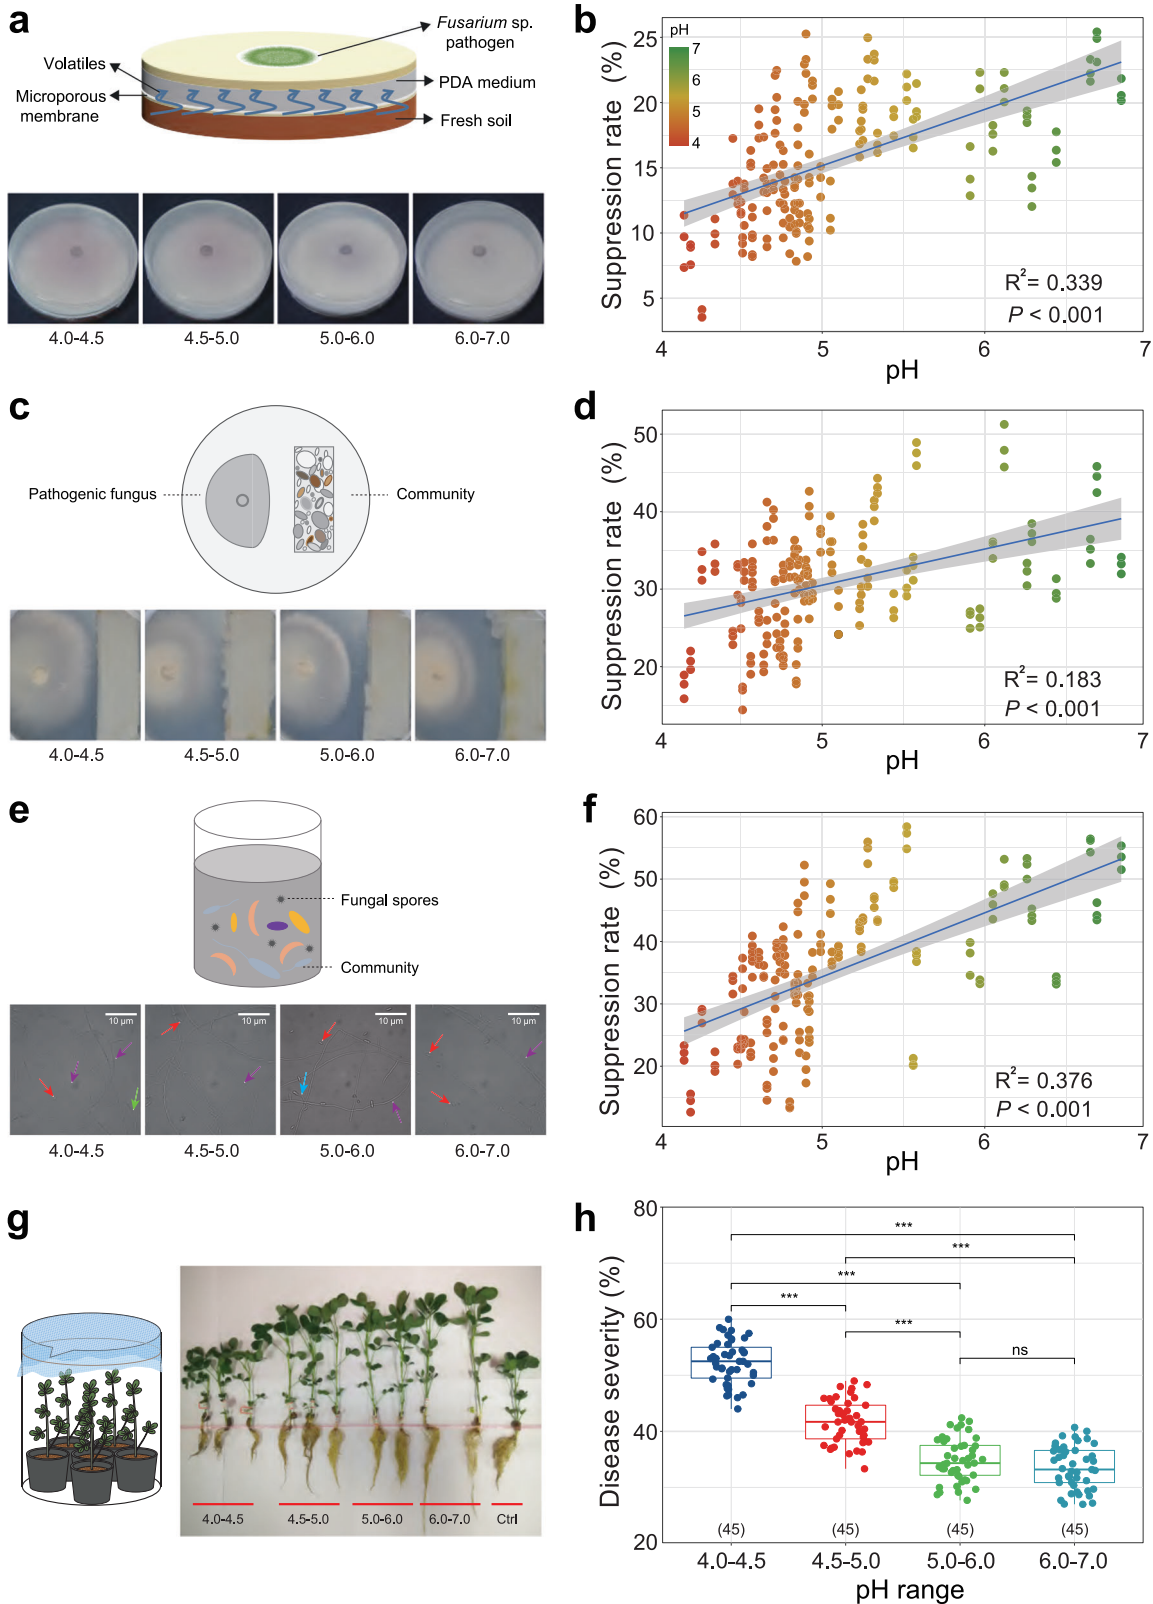 a
Fusarium sp.
pathogen
Volatiles
PDA medium
Microporous
membrane
Fresh soil
4.0-4.5
4.5-5.0
5.0-6.0
6.0-7.0
b
Suppression rate (%)
25
20
15
10
5
pH
7
6
5
4
R² = 0.339
P < 0.001
4
5
6
7
pH
c
Pathogenic fungus
Community
4.0-4.5
4.5-5.0
5.0-6.0
6.0-7.0
d
Suppression rate (%)
50
40
30
20
R² = 0.183
P < 0.001
4
5
6
7
pH
e
Fungal spores
Community
10 µm
10 µm
10 µm
10 µm
4.0-4.5
4.5-5.0
5.0-6.0
6.0-7.0
f
Suppression rate (%)
60
50
40
30
20
R² = 0.376
P < 0.001
4
5
6
7
pH
g
4.0-4.5
4.5-5.0
5.0-6.0
6.0-7.0
Ctrl
h
Disease severity (%)
80
60
40
20
***
***
***
***
***
ns
(45)
(45)
(45)
(45)
4.0-4.5
4.5-5.0
5.0-6.0
6.0-7.0
pH range